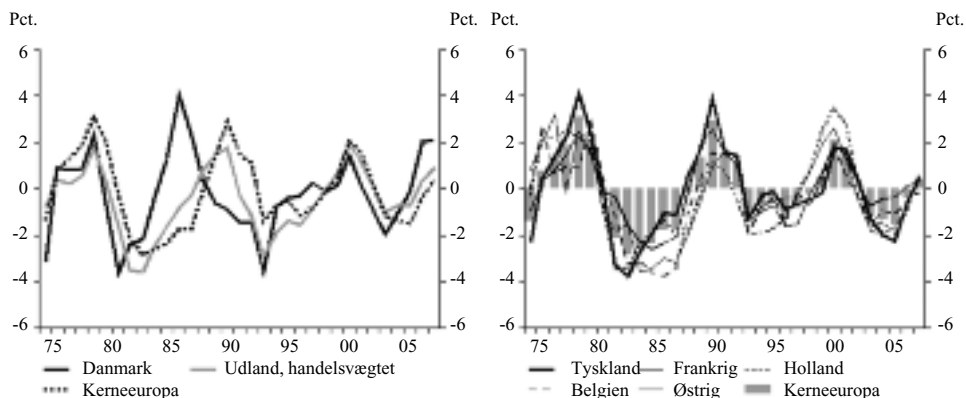 Pct. Pct. Pct. Pct.
6 6 6 6
4 4 4 4
2 2 2 2
0 0 0 0
-2 -2 -2 -2
-4 -4 -4 -4
-6 -6 -6 -6
75 80 85 90 95 00 05 75 80 85 90 95 00 05
Danmark Udland, handelsvægtet Tyskland Frankrig Holland
Kerneeuropa Belgien Østrig Kerneeuropa